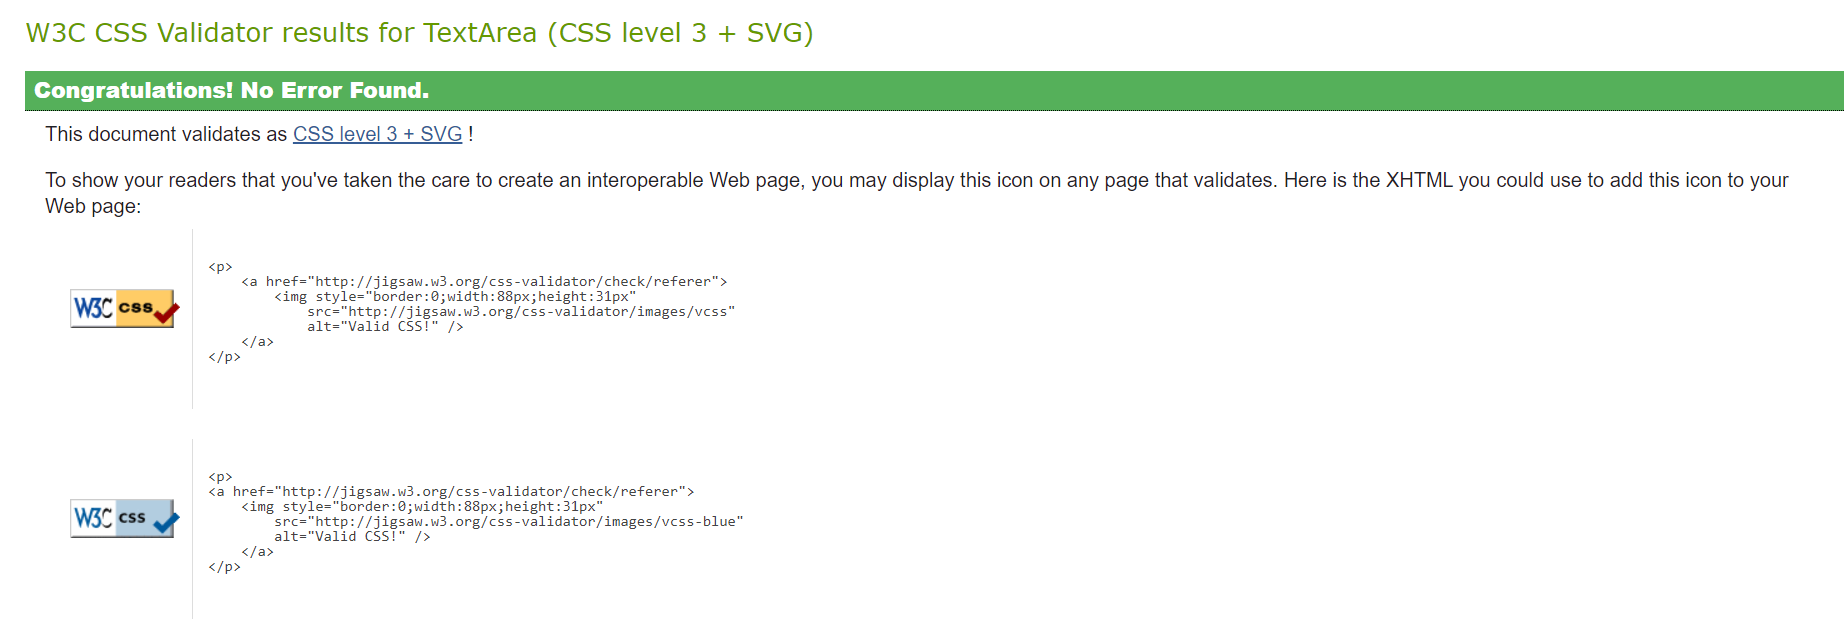 W3C CSS Validator results for TextArea (CSS level 3 + SVG)
Congratulations! No Error Found.
This document validates as CSS level 3 + SVG !
To show your readers that you've taken the care to create an interoperable Web page, you may display this icon on any page that validates. Here is the XHTML you could use to add this icon to your
Web page:
W3C css
<p>
    <a href="http://jigsaw.w3.org/css-validator/check/referer">
        <img style="border:0;width:88px;height:31px"
            src="http://jigsaw.w3.org/css-validator/images/vcss"
            alt="Valid CSS!" />
    </a>
</p>
W3C css
<p>
<a href="http://jigsaw.w3.org/css-validator/check/referer">
    <img style="border:0;width:88px;height:31px"
        src="http://jigsaw.w3.org/css-validator/images/vcss-blue"
        alt="Valid CSS!" />
    </a>
</p>